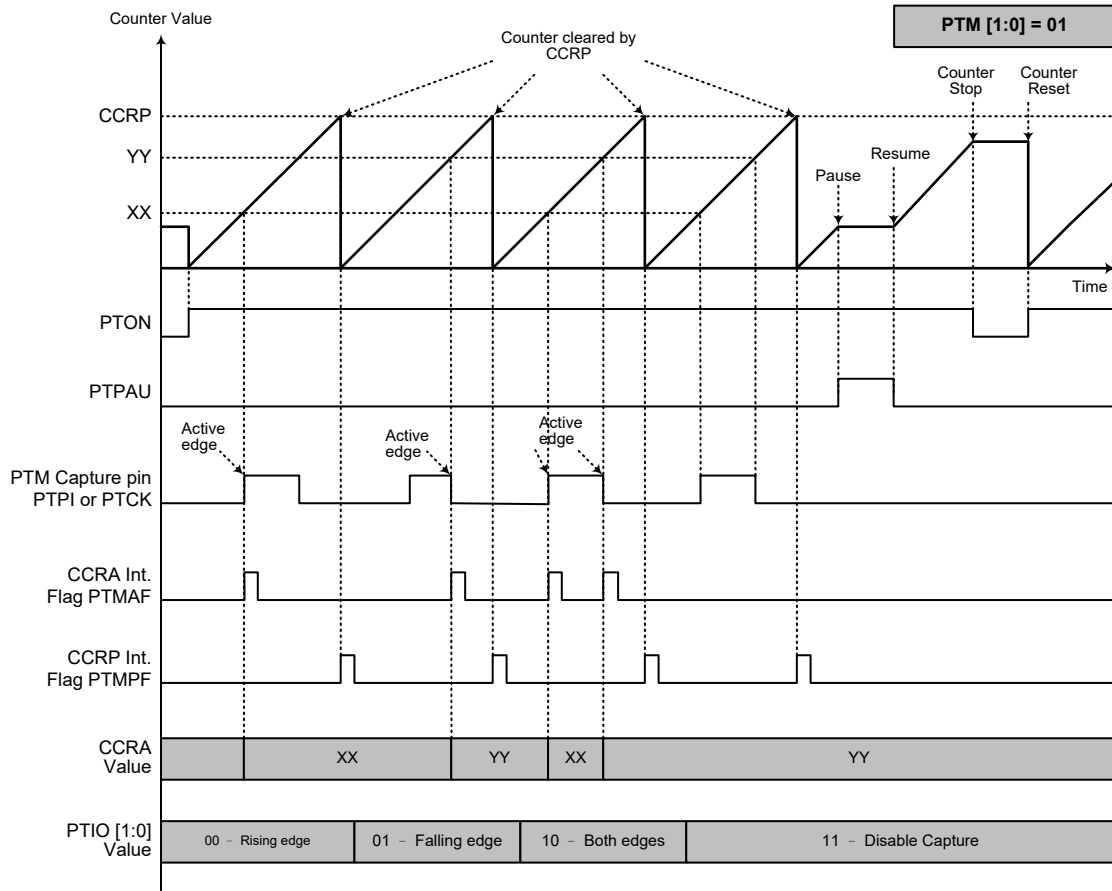 Counter Value
PTM [1:0] = 01
Counter cleared by
CCRP
Counter
Stop
Counter
Reset
CCRP
YY
XX
Pause
Resume
Time
PTON
PTPAU
Active
edge
Active
edge
Active
edge
PTM Capture pin
PTPI or PTCK
CCRA Int.
Flag PTMAF
CCRP Int.
Flag PTMPF
CCRA
Value
XX
YY
XX
YY
PTIO [1:0]
Value
00 – Rising edge
01 – Falling edge
10 – Both edges
11 – Disable Capture